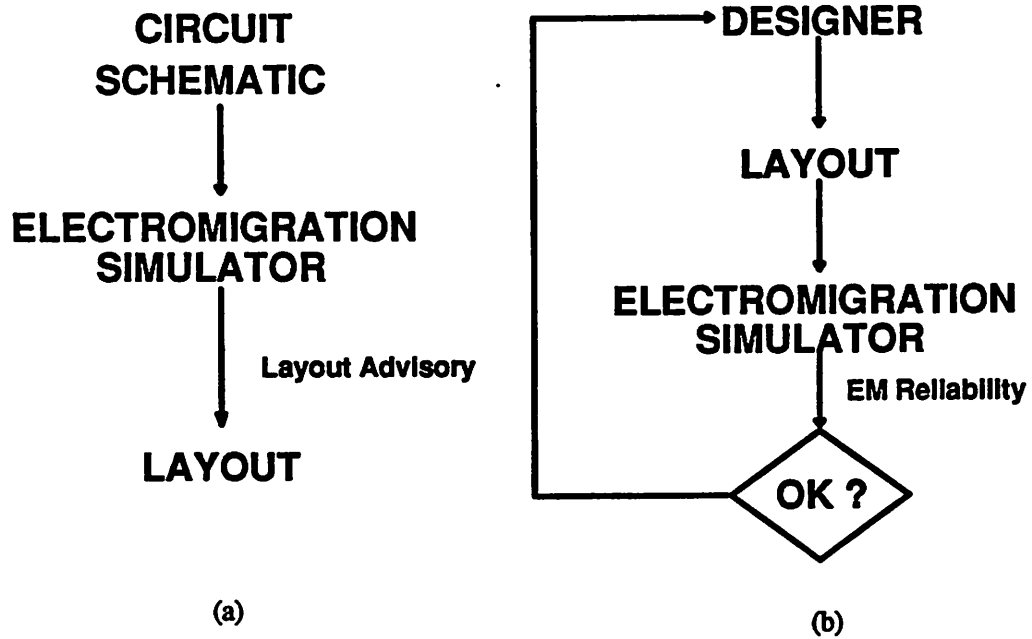 CIRCUIT
SCHEMATIC
ELECTROMIGRATION
SIMULATOR
Layout Advisory
LAYOUT
(a)
DESIGNER
LAYOUT
ELECTROMIGRATION
SIMULATOR
EM Reliability
OK ?
(b)